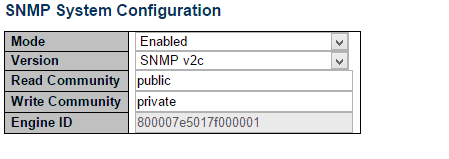 SNMP System Configuration
Mode Enabled
Version SNMP v2c
Read Community public
Write Community private
Engine ID 800007e5017f000001